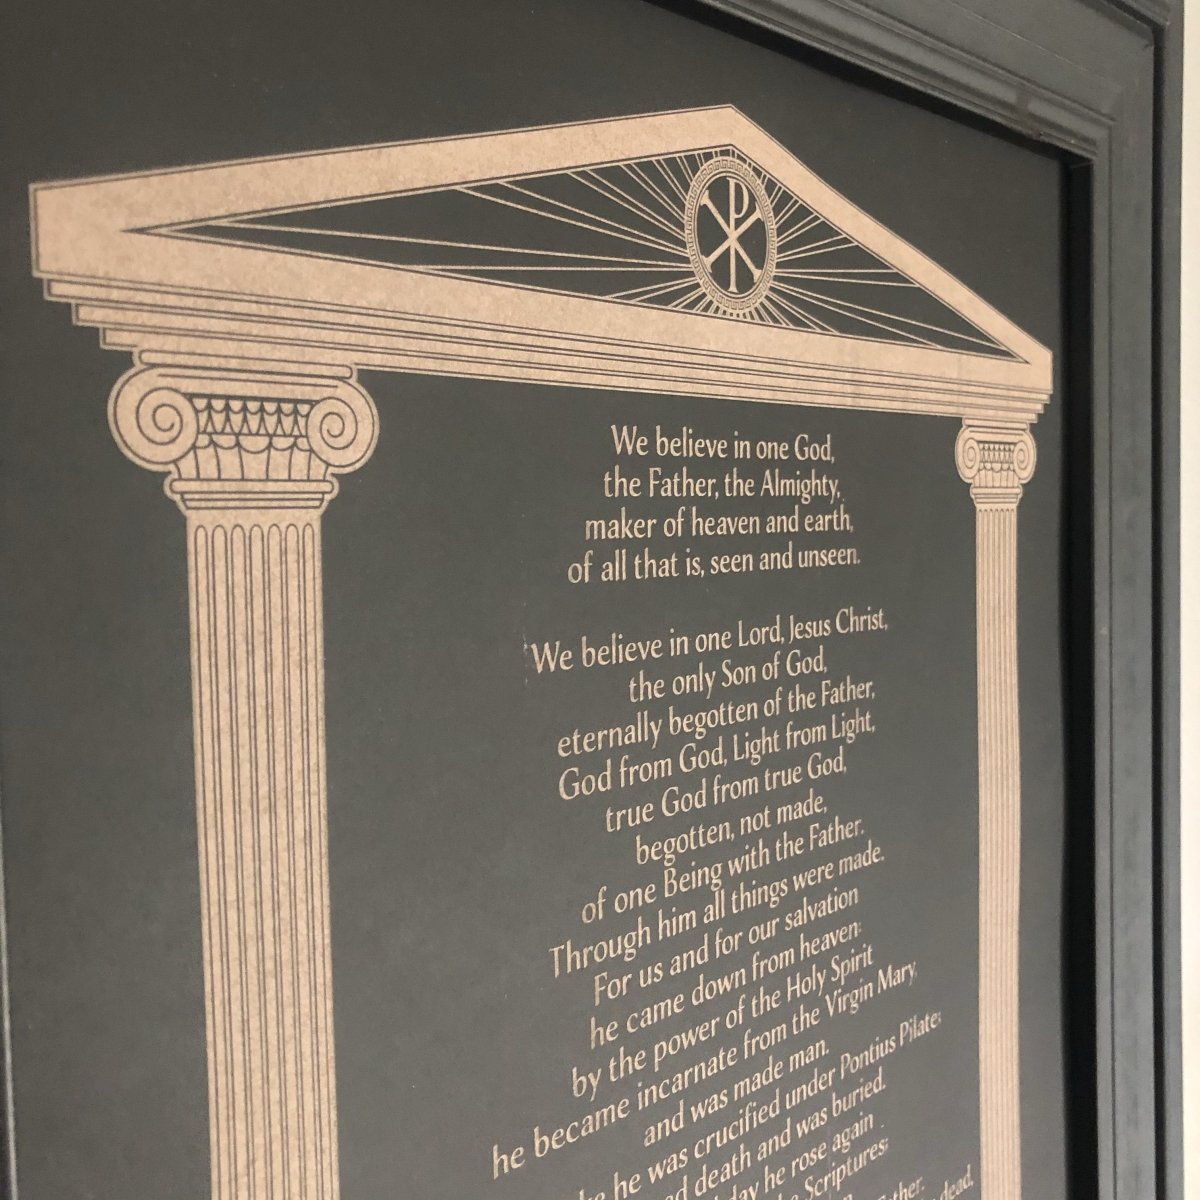 We believe in one God,
the Father, the Almighty,
maker of heaven and earth,
of all that is, seen and unseen.
We believe in one Lord, Jesus Christ,
the only Son of God,
eternally begotten of the Father,
God from God, Light from Light,
true God from true God,
begotten, not made,
of one Being with the Father.
Through him all things were made.
For us and for our salvation
he came down from heaven:
by the power of the Holy Spirit
he became incarnate from the Virgin Mary,
and was made man.
he was crucified under Pontius Pilate;
death and was buried.
day he rose again
Scriptures;
dead,